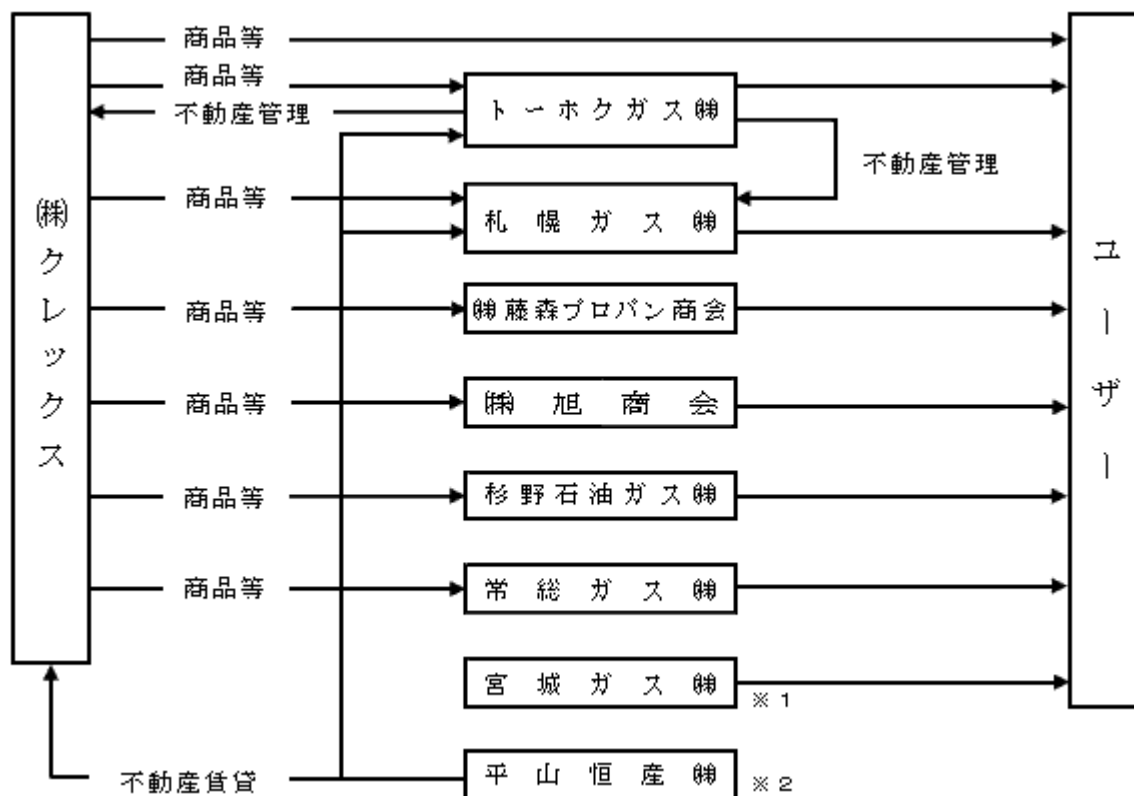 商品等
商品等
トーホクガス㈱
不動産管理
不動産管理
㈱クレックス
商品等
札幌ガス㈱
ユーザー
商品等
㈱藤森プロパン商会
商品等
㈱旭商会
商品等
杉野石油ガス㈱
商品等
常総ガス㈱
宮城ガス㈱
※1
不動産賃貸
平山恒産㈱
※2